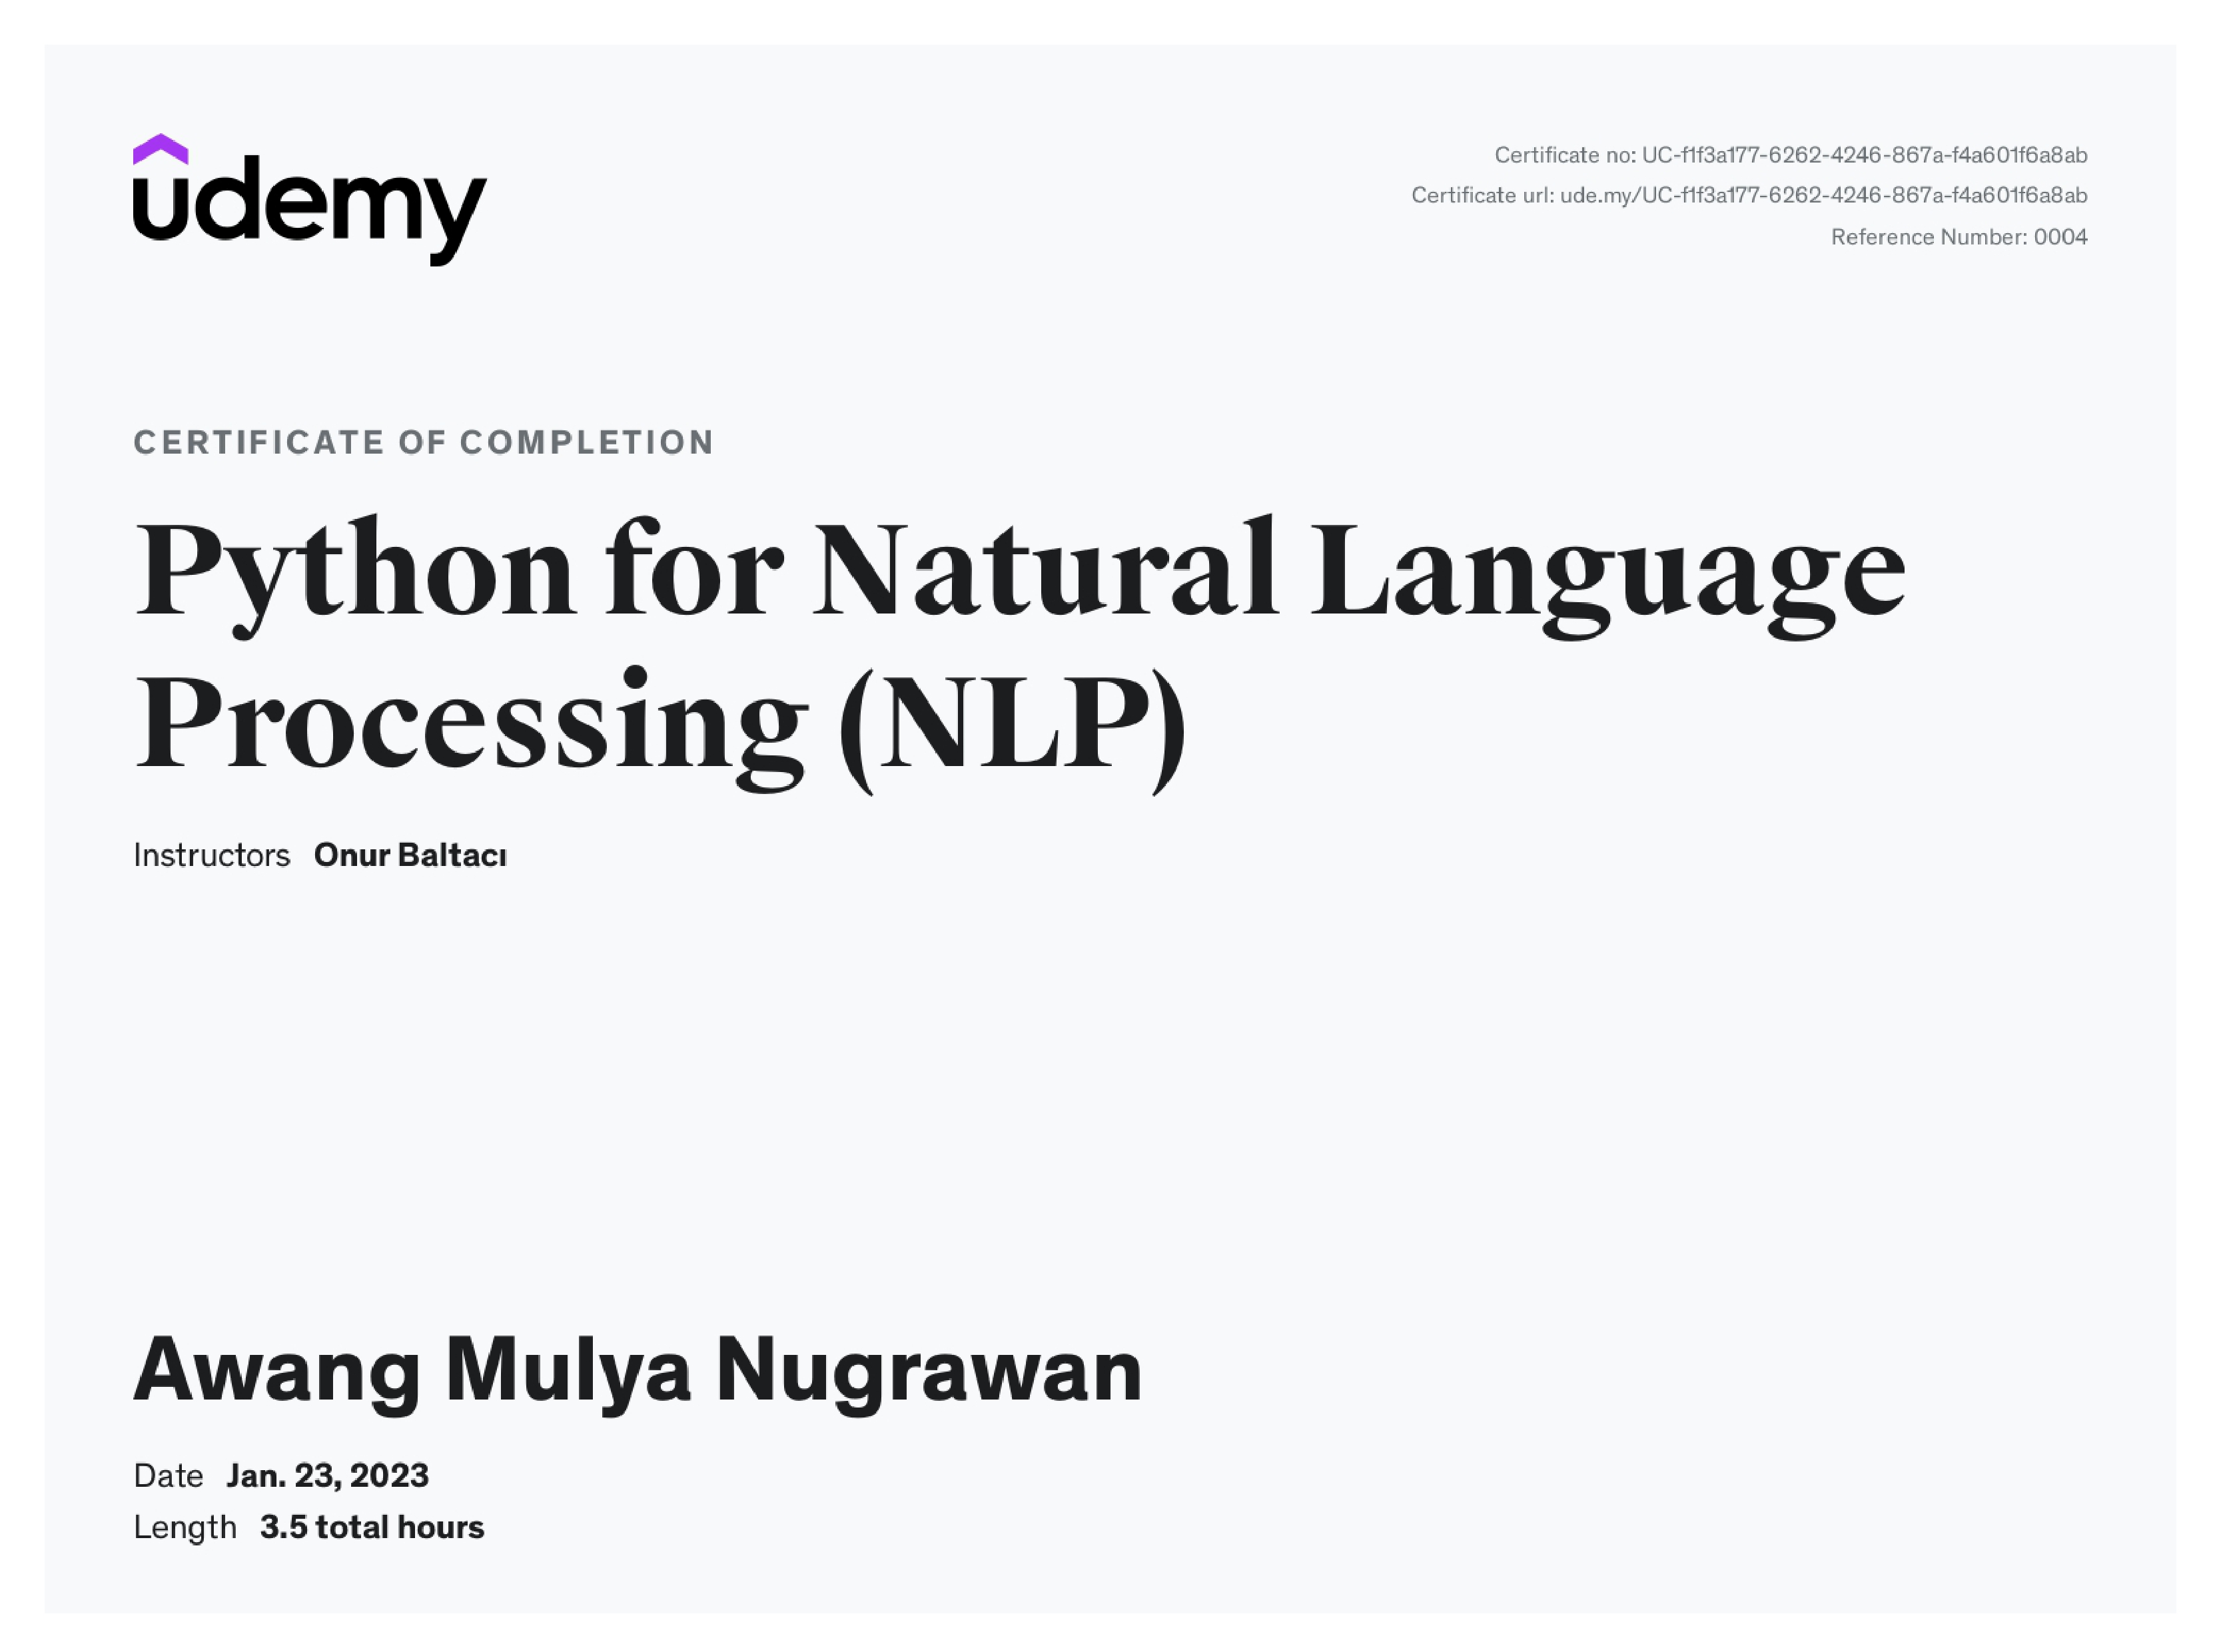 udemy
Certificate no: UC-f1f3a177-6262-4246-867a-f4a601f6a8ab
Certificate url: ude.my/UC-f1f3a177-6262-4246-867a-f4a601f6a8ab
Reference Number: 0004
CERTIFICATE OF COMPLETION
Python for Natural Language
Processing (NLP)
Instructors Onur Baltacı
Awang Mulya Nugrawan
Date Jan. 23, 2023
Length 3.5 total hours